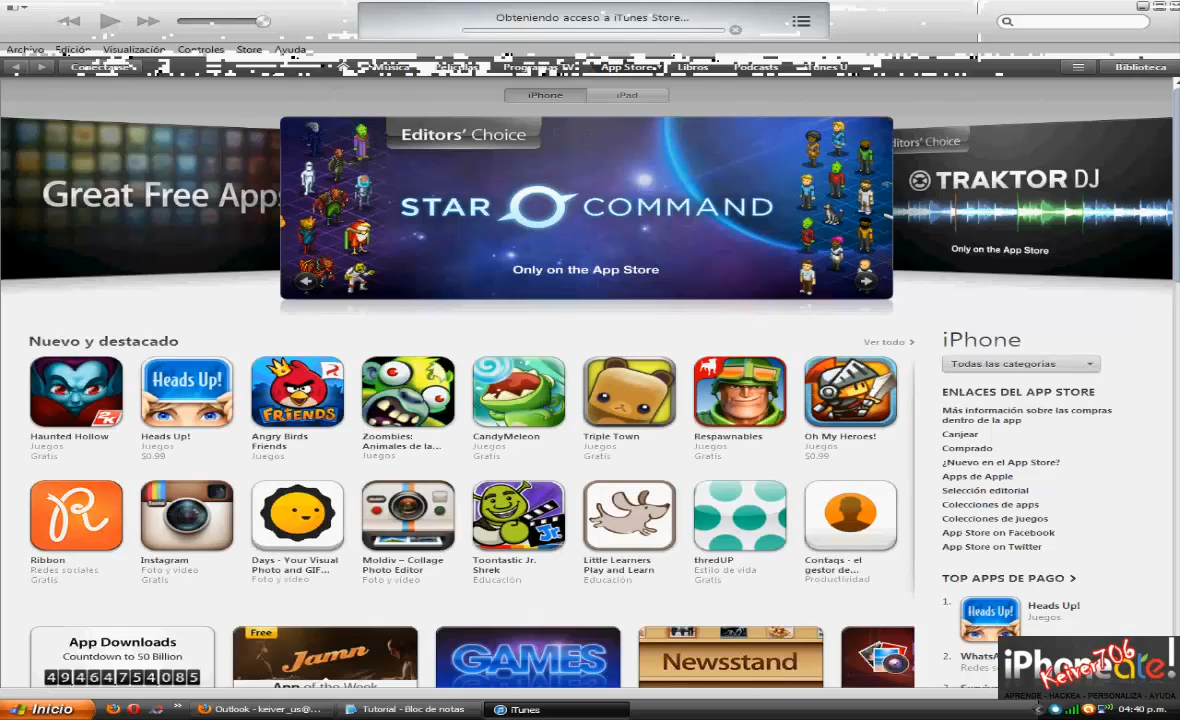 Obteniendo acceso a iTunes Store...
Archivo Edición Visualización Controles Store Ayuda
Conectarse Música Películas Programas TV App Store Libros Podcasts iTunes U Biblioteca
iPhone iPad
Great Free Apps
Editors' Choice
STAR COMMAND
Only on the App Store
Editors' Choice
TRAKTOR DJ
Only on the App Store
Nuevo y destacado
Ver todo >
2K
Haunted Hollow
Juegos
Gratis
Heads Up!
Heads Up!
Juegos
$0.99
FRIENDS
Angry Birds
Friends
Juegos
Zoombies:
Animales de la...
Juegos
CandyMeleon
Juegos
Gratis
Triple Town
Juegos
Gratis
Respawnables
Juegos
Gratis
Oh My Heroes!
Juegos
$0.99
R
Ribbon
Redes sociales
Gratis
Instagram
Foto y video
Gratis
Days - Your Visual
Photo and GIF...
Foto y video
Moldiv – Collage
Photo Editor
Foto y video
Jr.
Toontastic Jr.
Shrek
Educación
Little Learners
Play and Learn
Educación
thredUP
Estilo de vida
Gratis
Contaqs - el
gestor de...
Productividad
iPhone
Todas las categorías
ENLACES DEL APP STORE
Más información sobre las compras
dentro de la app
Canjear
Comprado
¿Nuevo en el App Store?
Apps de Apple
Selección editorial
Colecciones de apps
Colecciones de juegos
App Store on Facebook
App Store on Twitter
TOP APPS DE PAGO >
1.
Heads Up!
Heads Up!
Juegos
2.
Redes
App Downloads
Countdown to 50 Billion
49464754085
Free
Jamn
App of the Week
GAMES
Newsstand
Keiver706
APRENDE - HACKEA - PERSONALIZA - AYUDA
Inicio
Outlook - keiver_us@...
Tutorial - Bloc de notas
iTunes
04:40 p.m.